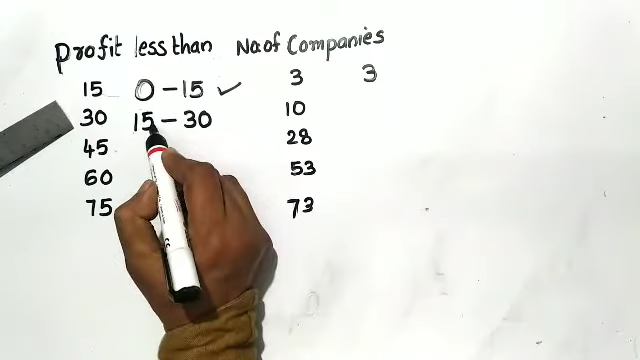 Profit less than No.of Companies
15 0 - 15 ✓ 3 3
30 15 - 30 10
45 28
60 53
75 73